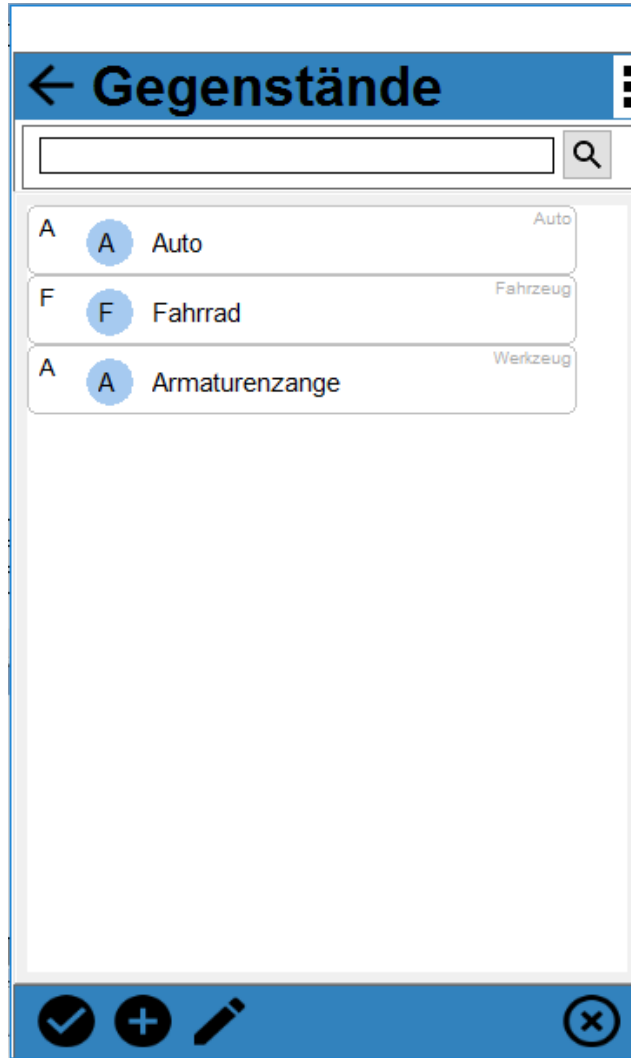 Gegenstände
A A Auto Auto
F F Fahrrad Fahrzeug
A A Armaturenzange Werkzeug